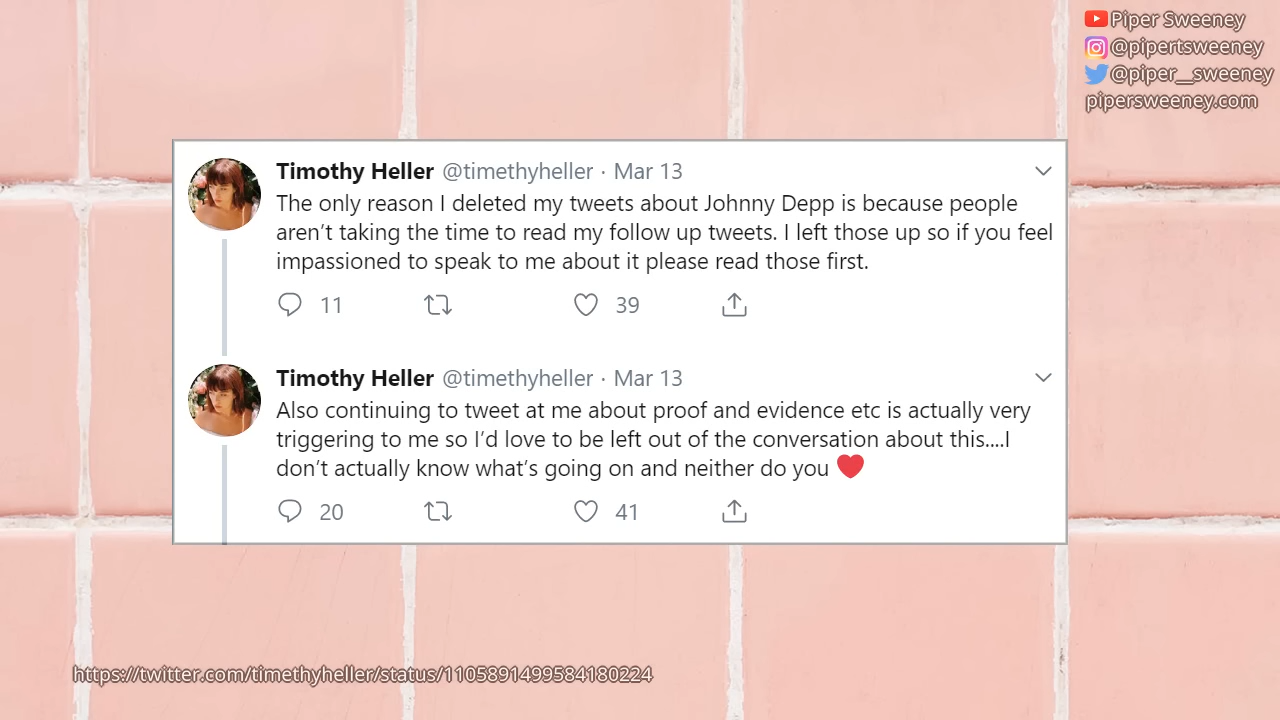 Piper Sweeney
@pipertsweeney
@piper__sweeney
pipersweeney.com
Timothy Heller @timethyheller · Mar 13
The only reason I deleted my tweets about Johnny Depp is because people
aren’t taking the time to read my follow up tweets. I left those up so if you feel
impassioned to speak to me about it please read those first.
11 39
Timothy Heller @timethyheller · Mar 13
Also continuing to tweet at me about proof and evidence etc is actually very
triggering to me so I’d love to be left out of the conversation about this....I
don’t actually know what’s going on and neither do you ❤
20 41
https://twitter.com/timethyheller/status/1105891499584180224